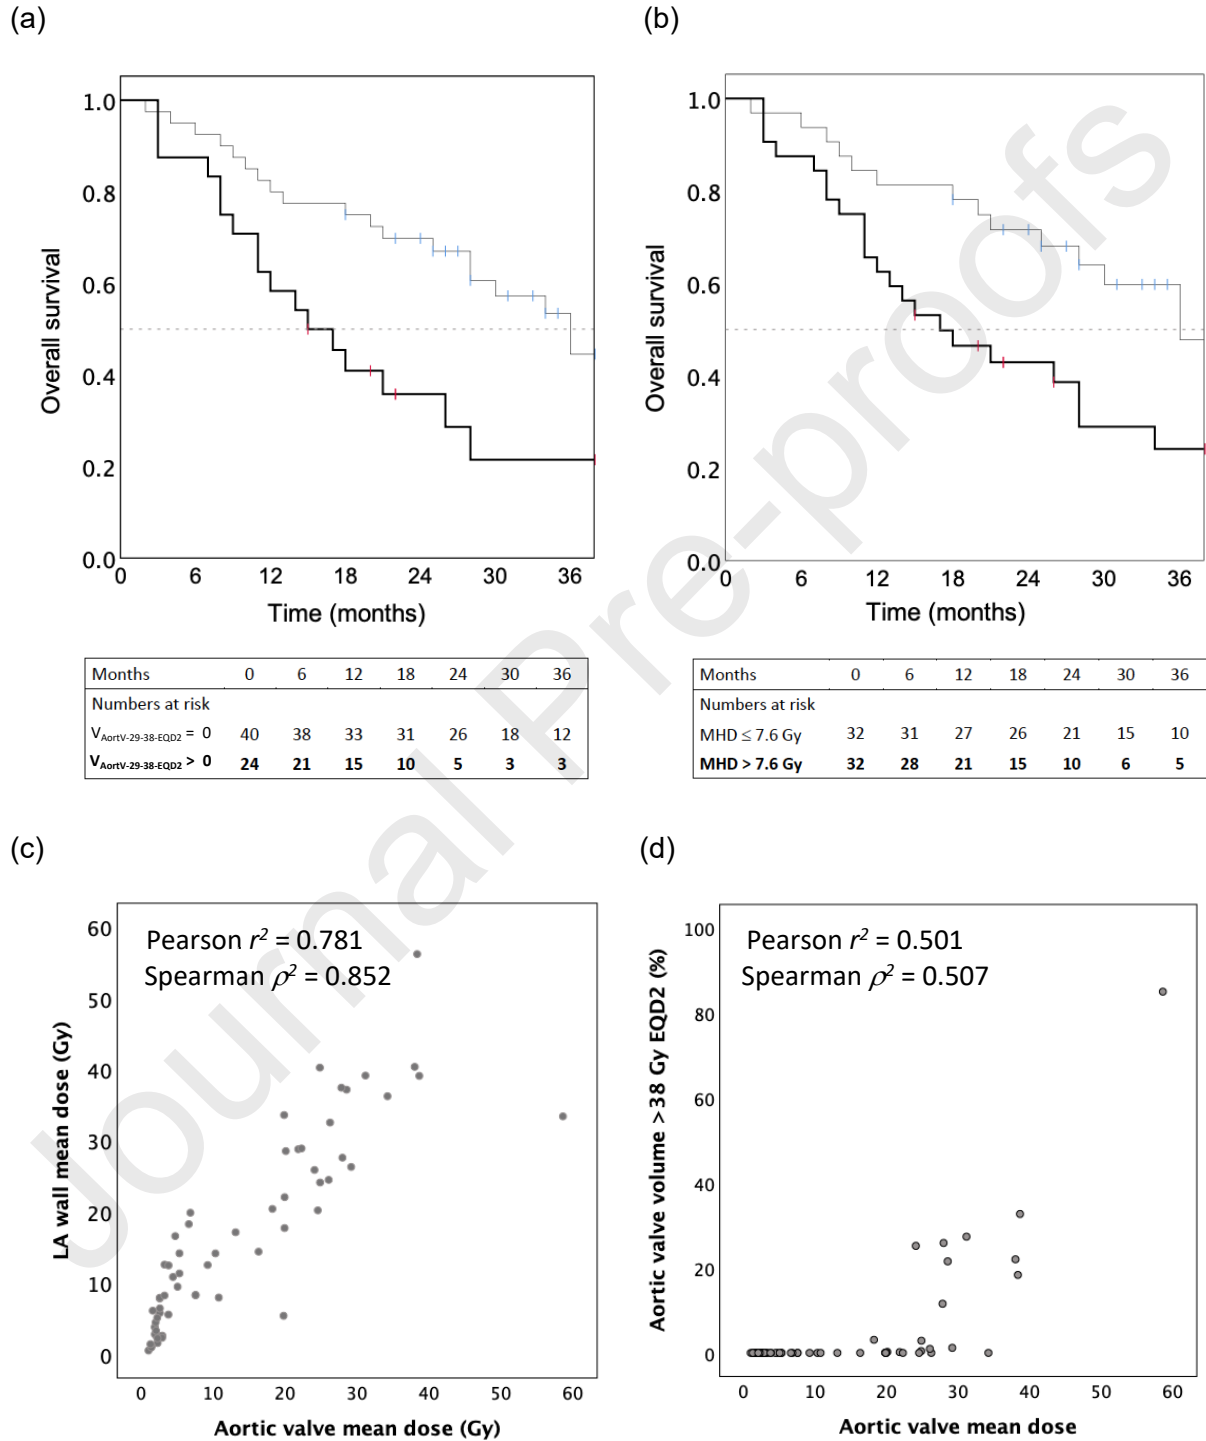 (a)
1.0
0.8
0.6
0.4
0.2
0.0
Overall survival
0 6 12 18 24 30 36
Time (months)
Months 0 6 12 18 24 30 36
Numbers at risk
VAortV-29-38-EQD2 = 0 40 38 33 31 26 18 12
VAortV-29-38-EQD2 > 0 24 21 15 10 5 3 3
(b)
1.0
0.8
0.6
0.4
0.2
0.0
Overall survival
0 6 12 18 24 30 36
Time (months)
Months 0 6 12 18 24 30 36
Numbers at risk
MHD ≤ 7.6 Gy 32 31 27 26 21 15 10
MHD > 7.6 Gy 32 28 21 15 10 6 5
(c)
Pearson r² = 0.781
Spearman ρ² = 0.852
60
50
40
30
20
10
0
LA wall mean dose (Gy)
0 10 20 30 40 50 60
Aortic valve mean dose (Gy)
(d)
Pearson r² = 0.501
Spearman ρ² = 0.507
100
80
60
40
20
0
Aortic valve volume >38 Gy EQD2 (%)
0 10 20 30 40 50 60
Aortic valve mean dose
Journal Pre-proofs